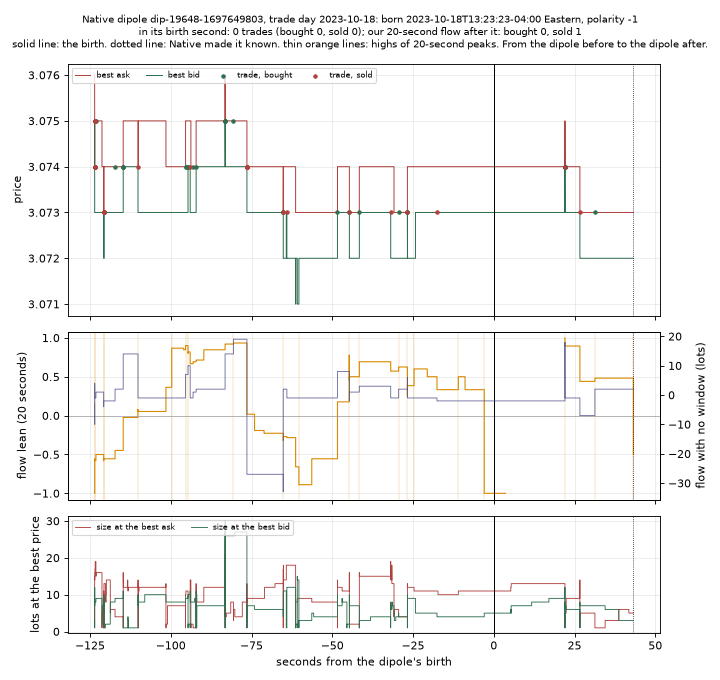 Native dipole dip-19648-1697649803, trade day 2023-10-18: born 2023-10-18T13:23:23-04:00 Eastern, polarity -1
in its birth second: 0 trades (bought 0, sold 0); our 20-second flow after it: bought 0, sold 1
solid line: the birth. dotted line: Native made it known. thin orange lines: highs of 20-second peaks. From the dipole before to the dipole after.
best ask
best bid
trade, bought
trade, sold
3.076
3.075
3.074
3.073
3.072
3.071
price
1.0
0.5
0.0
−0.5
−1.0
flow lean (20 seconds)
20
10
0
−10
−20
−30
flow with no window (lots)
size at the best ask
size at the best bid
30
20
10
0
lots at the best price
−125
−100
−75
−50
−25
0
25
50
seconds from the dipole's birth